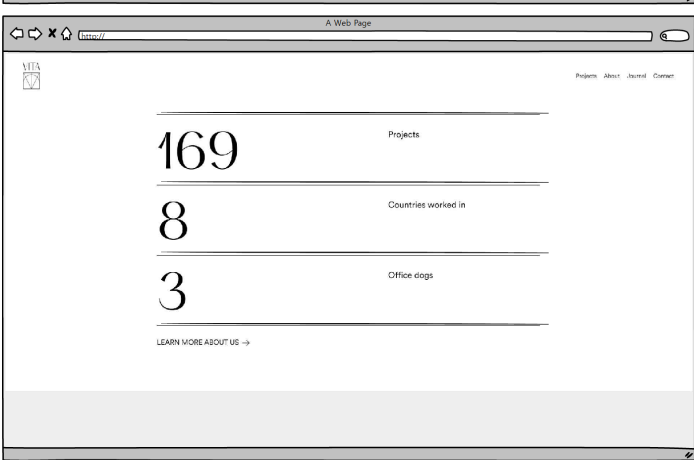 A Web Page
http://
VITA
Projects About Journal Contact
169
Projects
8
Countries worked in
3
Office dogs
LEARN MORE ABOUT US →